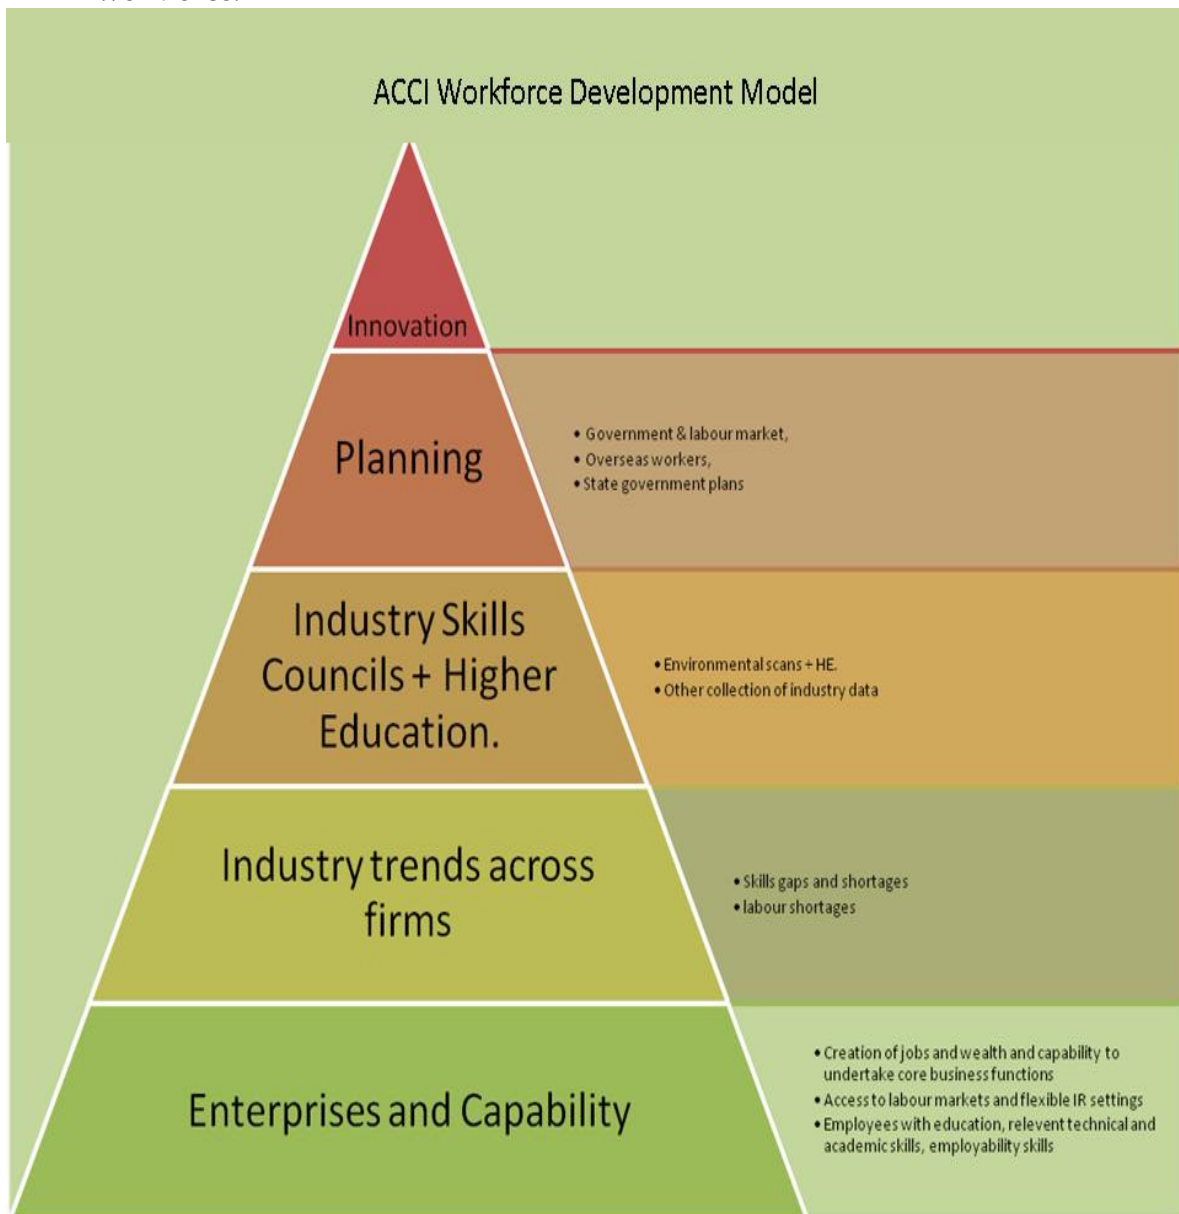 ACCI Workforce Development Model
Innovation
Planning
• Government & labour market,
• Overseas workers,
• State government plans
Industry Skills
Councils + Higher
Education.
• Environmental scans + HE.
• Other collection of industry data
Industry trends across
firms
• Skills gaps and shortages
• labour shortages
Enterprises and Capability
• Creation of jobs and wealth and capability to
undertake core business functions
• Access to labour markets and flexible IR settings
• Employees with education, relevent technical and
academic skills, employability skills